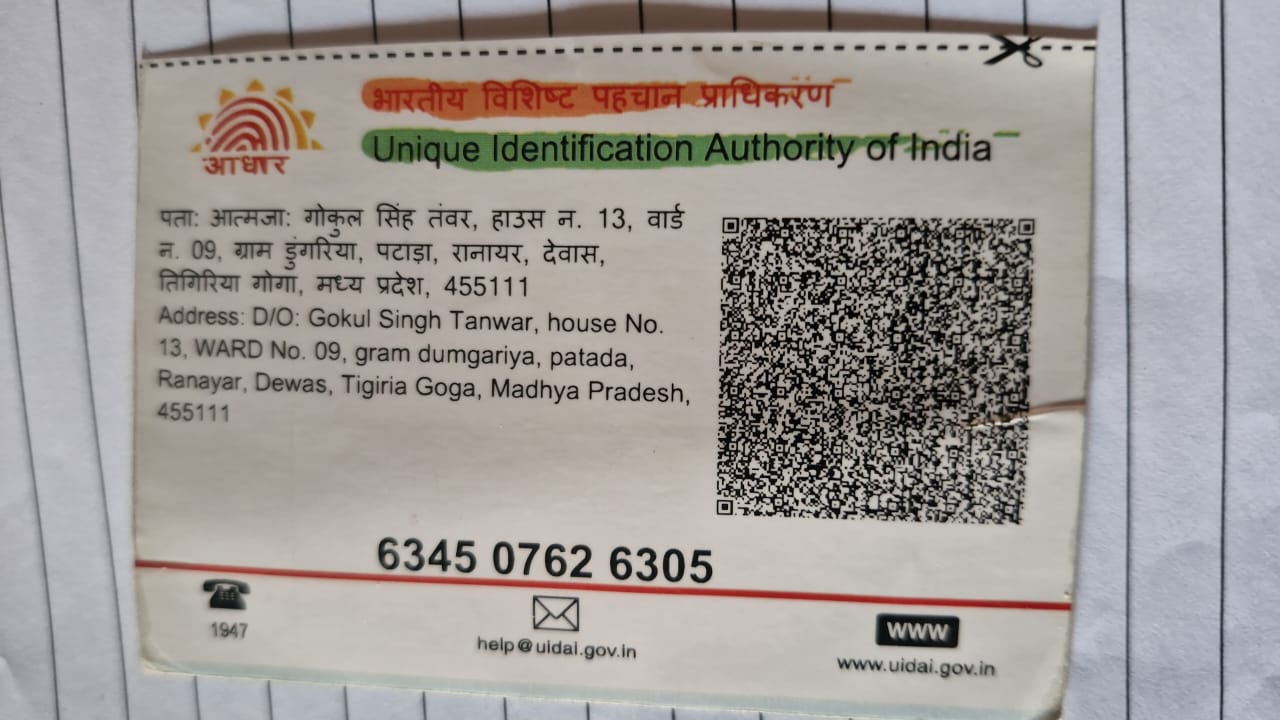 भारतीय विशिष्ट पहचान प्राधिकरण
Unique Identification Authority of India
आधार
पता: आत्मजा: गोकुल सिंह तंवर, हाउस न. 13, वार्ड
न. 09, ग्राम डुंगरिया, पटाड़ा, रानायर, देवास,
तिगिरिया गोगा, मध्य प्रदेश, 455111
Address: D/O: Gokul Singh Tanwar, house No.
13, WARD No. 09, gram dumgariya, patada,
Ranayar, Dewas, Tigiria Goga, Madhya Pradesh,
455111
6345 0762 6305
1947
help@uidai.gov.in
www
www.uidai.gov.in